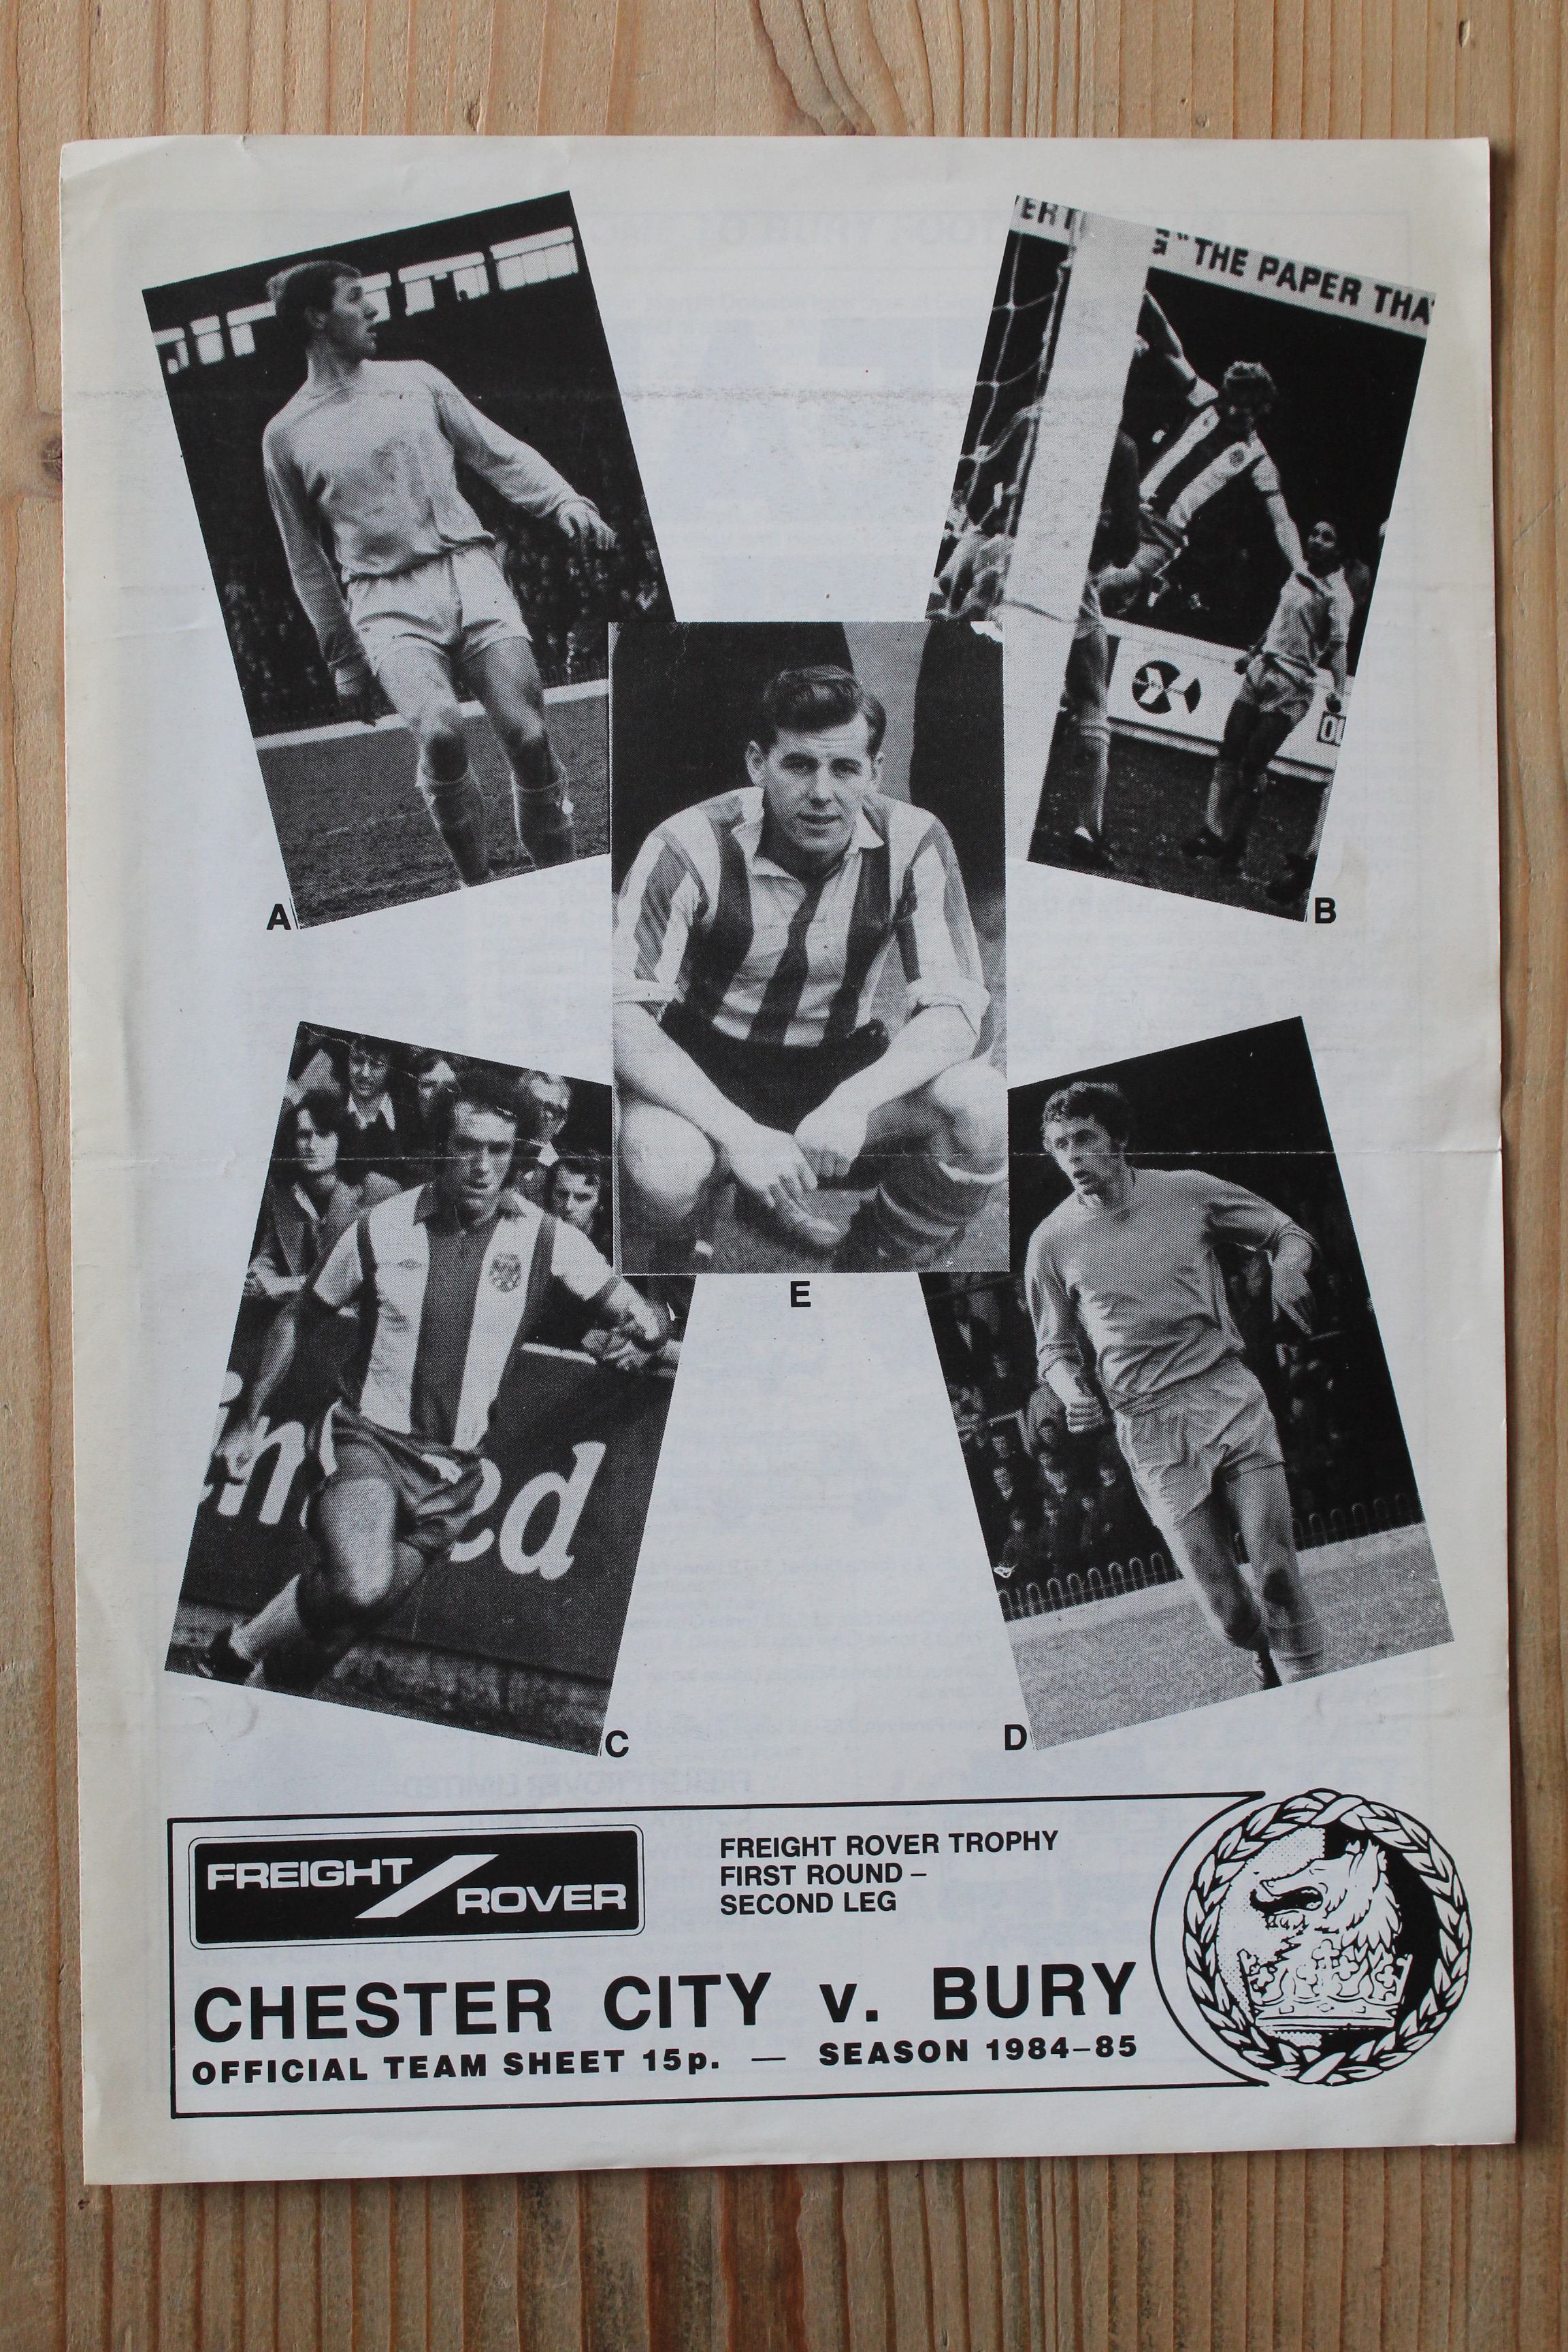 "THE PAPER THA
A
B
E
C
D
FREIGHT ROVER
FREIGHT ROVER TROPHY
FIRST ROUND –
SECOND LEG
CHESTER CITY v. BURY
OFFICIAL TEAM SHEET 15p. — SEASON 1984–85